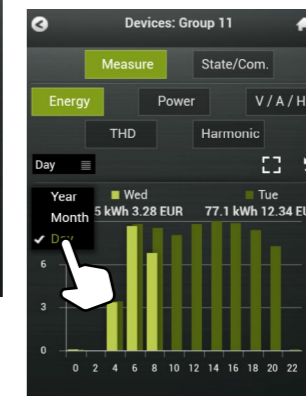 Devices: Group 11
Measure State/Com.
Energy Power V / A / H
THD Harmonic
Day
Year
Month
Day
Wed Tue
5 kWh 3.28 EUR 77.1 kWh 12.34 EU
6
3
0
0 2 4 6 8 10 12 14 16 18 20 22